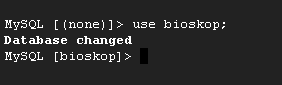 MySQL [(none)]> use bioskop;
Database changed
MySQL [bioskop]>